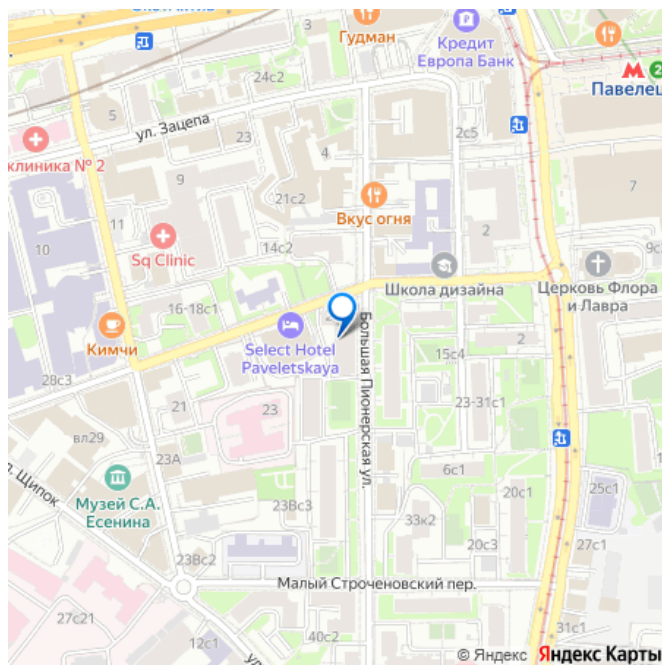 Гудман
Кредит
Европа Банк
24с2
5
ул. Зацепа
23
4
2с5
2
Павелец
клиника № 2
9
21с2
7
Вкус огня
11
10
Sq Clinic
14с2
2
9с
Школа дизайна
Церковь Флора
и Лавра
16-18с1
Кимчи
Select Hotel
Paveletskaya
Большая Пионерская ул.
15с4
2
28с3
21
23
23-31с1
вл29
23А
л. Щипок
Музей С.А.
Есенина
6с1
20с1
25с1
23Вс3
33к2
20с3
27с1
23Вс2
Малый Строченовский пер.
27с21
12с1
40с2
31с1
© Яндекс Яндекс Карты